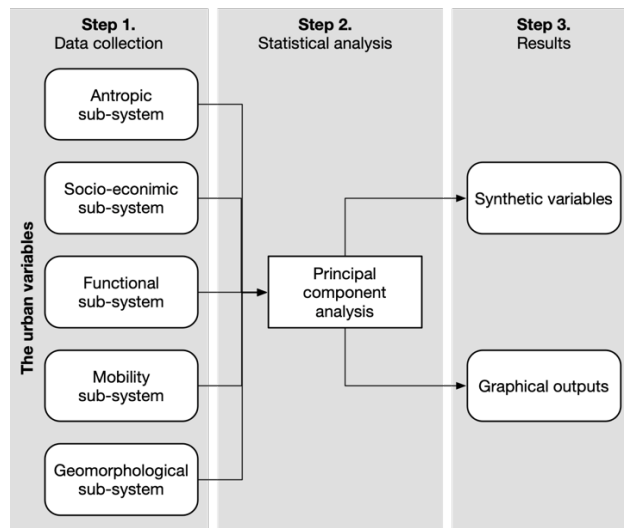 Step 1.
Data collection
The urban variables
Antropic
sub-system
Socio-econimic
sub-system
Functional
sub-system
Mobility
sub-system
Geomorphological
sub-system
Step 2.
Statistical analysis
Principal
component
analysis
Step 3.
Results
Synthetic variables
Graphical outputs